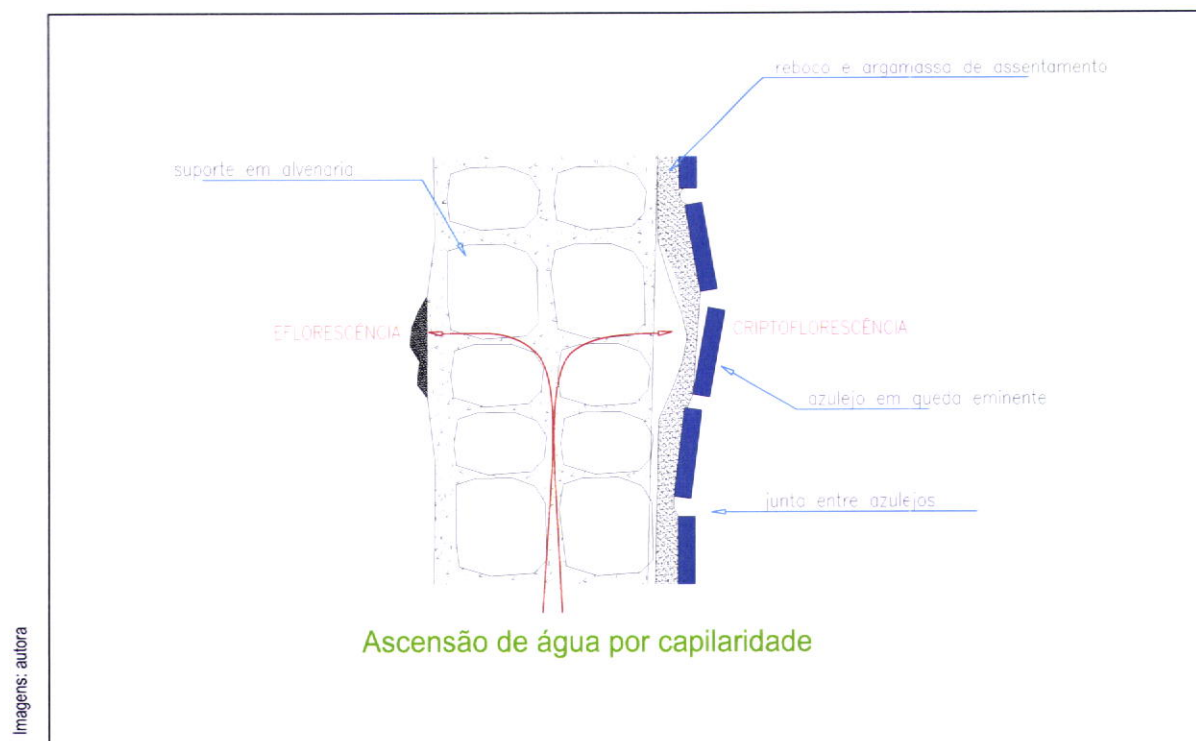 reboco e argamassa de assentamento
suporte em alvenaria
EFLORESCÊNCIA
CRIPTOFLORESCÊNCIA
azulejo em queda eminente
junta entre azulejos
Ascensão de água por capilaridade
Imagens: autora